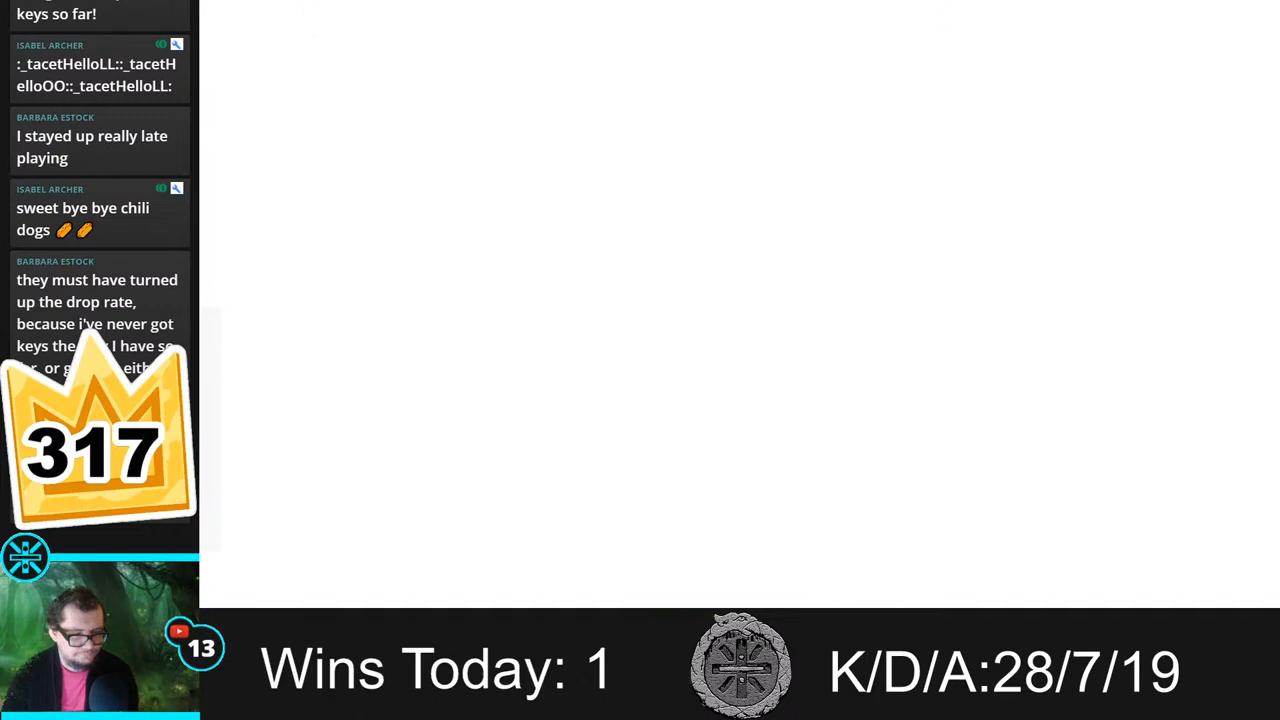 keys so far!
ISABEL ARCHER
:_tacetHelloLL::_tacetH
elloOO::_tacetHelloLL:
BARBARA ESTOCK
I stayed up really late
playing
ISABEL ARCHER
sweet bye bye chili
dogs
BARBARA ESTOCK
they must have turned
up the drop rate,
because i've never got
I have
or
317
13
Wins Today: 1
K/D/A:28/7/19